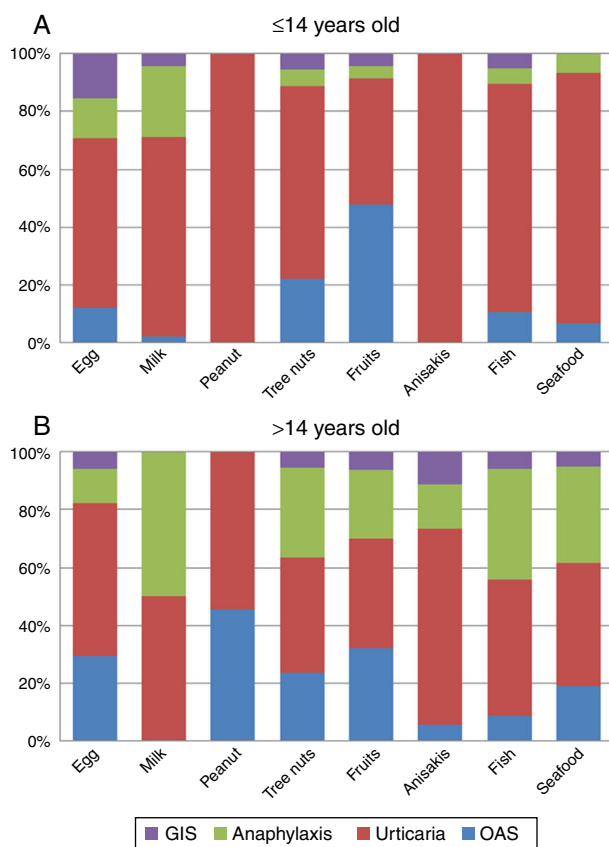 A
≤14 years old
100%
80%
60%
40%
20%
0%
Egg
Milk
Peanut
Tree nuts
Fruits
Anisakis
Fish
Seafood
B
>14 years old
100%
80%
60%
40%
20%
0%
Egg
Milk
Peanut
Tree nuts
Fruits
Anisakis
Fish
Seafood
GIS Anaphylaxis Urticaria OAS